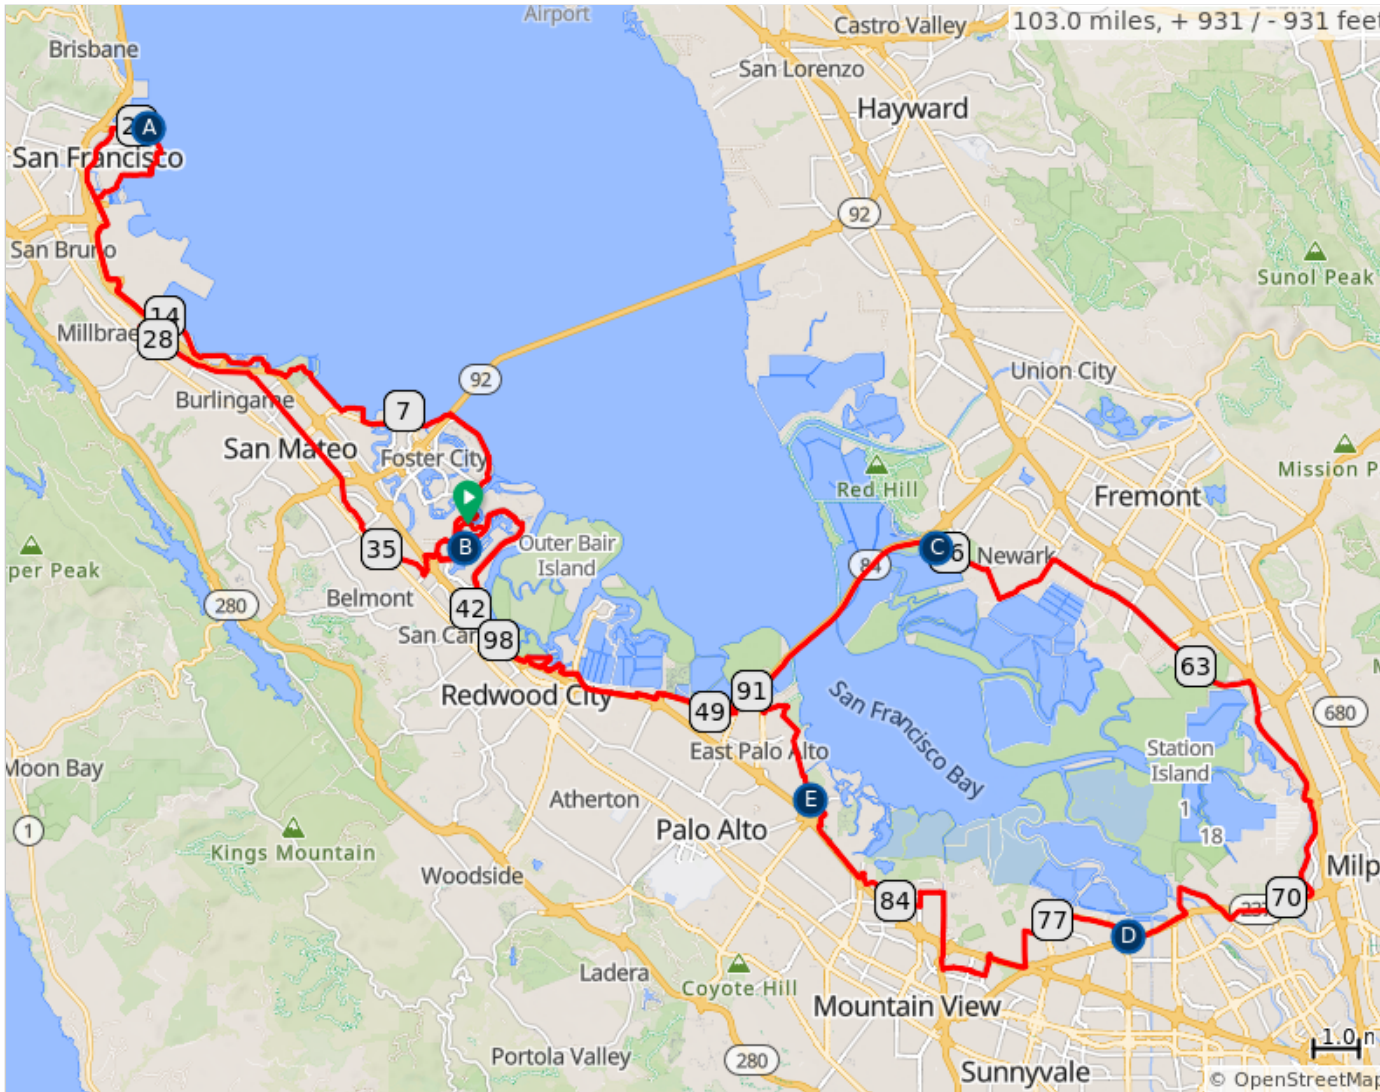 Airport
Castro Valley
103.0 miles, + 931 / - 931 feet
Brisbane
San Lorenzo
Hayward
A
San Francisco
92
San Bruno
Sunol Peak
14
Millbrae
28
92
Union City
Burlingame
7
San Mateo
Foster City
Mission P
Red Hill
Fremont
35
B
C
Newark
Outer Bair
Island
84
per Peak
280
Belmont
42
San Car
98
63
Redwood City
91
49
680
San Francisco Bay
East Palo Alto
Station
Island
Moon Bay
Atherton
E
1
1
18
Palo Alto
Kings Mountain
Woodside
Milp
84
237
70
77
D
Ladera
Coyote Hill
Mountain View
1.0 n
Portola Valley
280
Sunnyvale
© OpenStreetMap